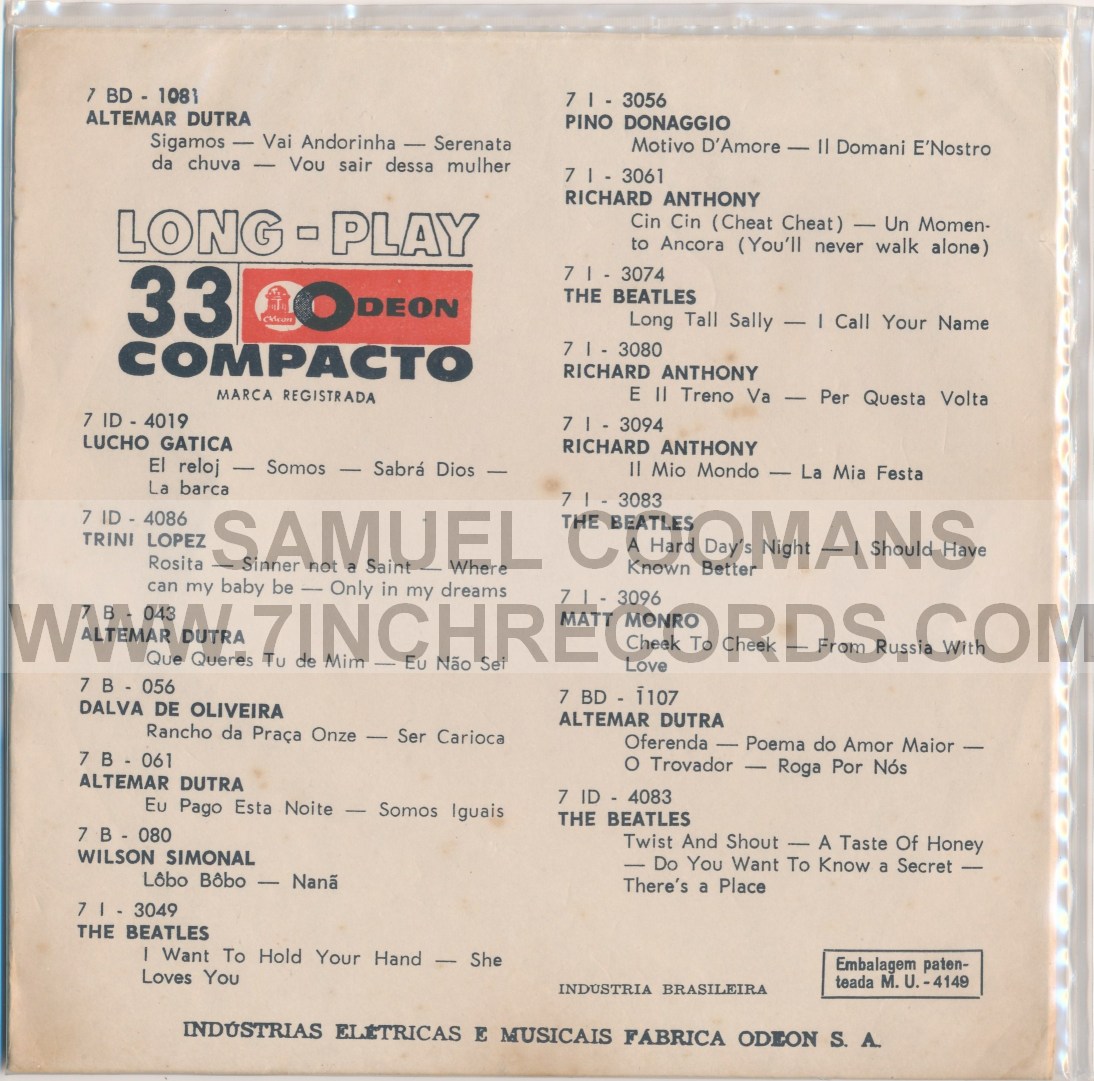 7 BD - 1081
ALTEMAR DUTRA
Sigamos — Vai Andorinha — Serenata
da chuva — Vou sair dessa mulher
LONG-PLAY
33 ODEON
Odeon
COMPACTO
MARCA REGISTRADA
7 ID - 4019
LUCHO GATICA
El reloj — Somos — Sabrá Dios —
La barca
7 ID - 4086
TRINI LOPEZ
Rosita — Sinner not a Saint — Where
can my baby be — Only in my dreams
7 B - 043
ALTEMAR DUTRA
Que Queres Tu de Mim — Eu Não Sei
7 B - 056
DALVA DE OLIVEIRA
Rancho da Praça Onze — Ser Carioca
7 B - 061
ALTEMAR DUTRA
Eu Pago Esta Noite — Somos Iguais
7 B - 080
WILSON SIMONAL
Lôbo Bôbo — Nanã
7 I - 3049
THE BEATLES
I Want To Hold Your Hand — She
Loves You
7 I - 3056
PINO DONAGGIO
Motivo D'Amore — Il Domani E'Nostro
7 I - 3061
RICHARD ANTHONY
Cin Cin (Cheat Cheat) — Un Momen-
to Ancora (You'll never walk alone)
7 I - 3074
THE BEATLES
Long Tall Sally — I Call Your Name
7 I - 3080
RICHARD ANTHONY
E Il Treno Va — Per Questa Volta
7 I - 3094
RICHARD ANTHONY
Il Mio Mondo — La Mia Festa
7 I - 3083
THE BEATLES
A Hard Day's Night — I Should Have
Known Better
7 I - 3096
MATT MONRO
Cheek To Cheek — From Russia With
Love
7 BD - 1107
ALTEMAR DUTRA
Oferenda — Poema do Amor Maior —
O Trovador — Roga Por Nós
7 ID - 4083
THE BEATLES
Twist And Shout — A Taste Of Honey
— Do You Want To Know a Secret —
There's a Place
INDÚSTRIA BRASILEIRA
Embalagem paten-
teada M. U. - 4149
INDÚSTRIAS ELÉTRICAS E MUSICAIS FÁBRICA ODEON S. A.
SAMUEL COOMANS
WWW.7INCHRECORDS.COM